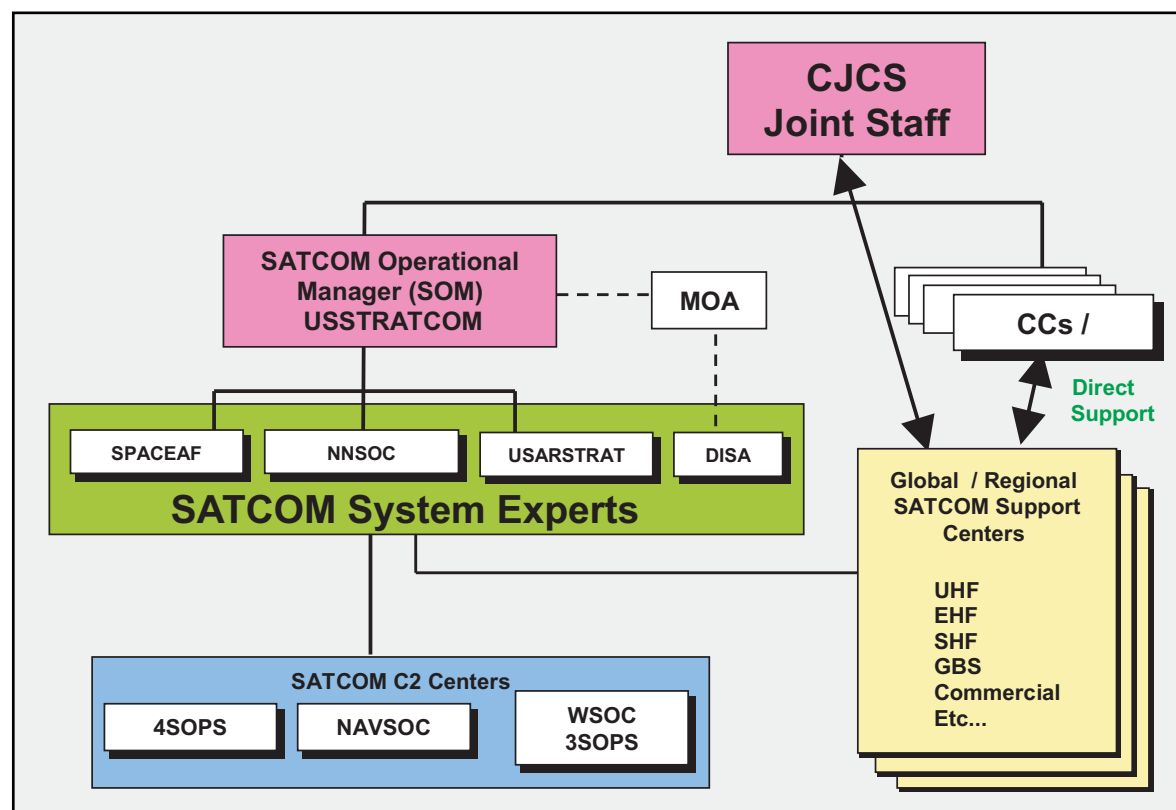 CJCS
Joint Staff
SATCOM Operational
Manager (SOM)
USSTRATCOM
MOA
CCs /
Direct
Support
SPACEAF
NNSOC
USARSTRAT
DISA
SATCOM System Experts
Global / Regional
SATCOM Support
Centers
UHF
EHF
SHF
GBS
Commercial
Etc...
SATCOM C2 Centers
4SOPS
NAVSOC
WSOC
3SOPS